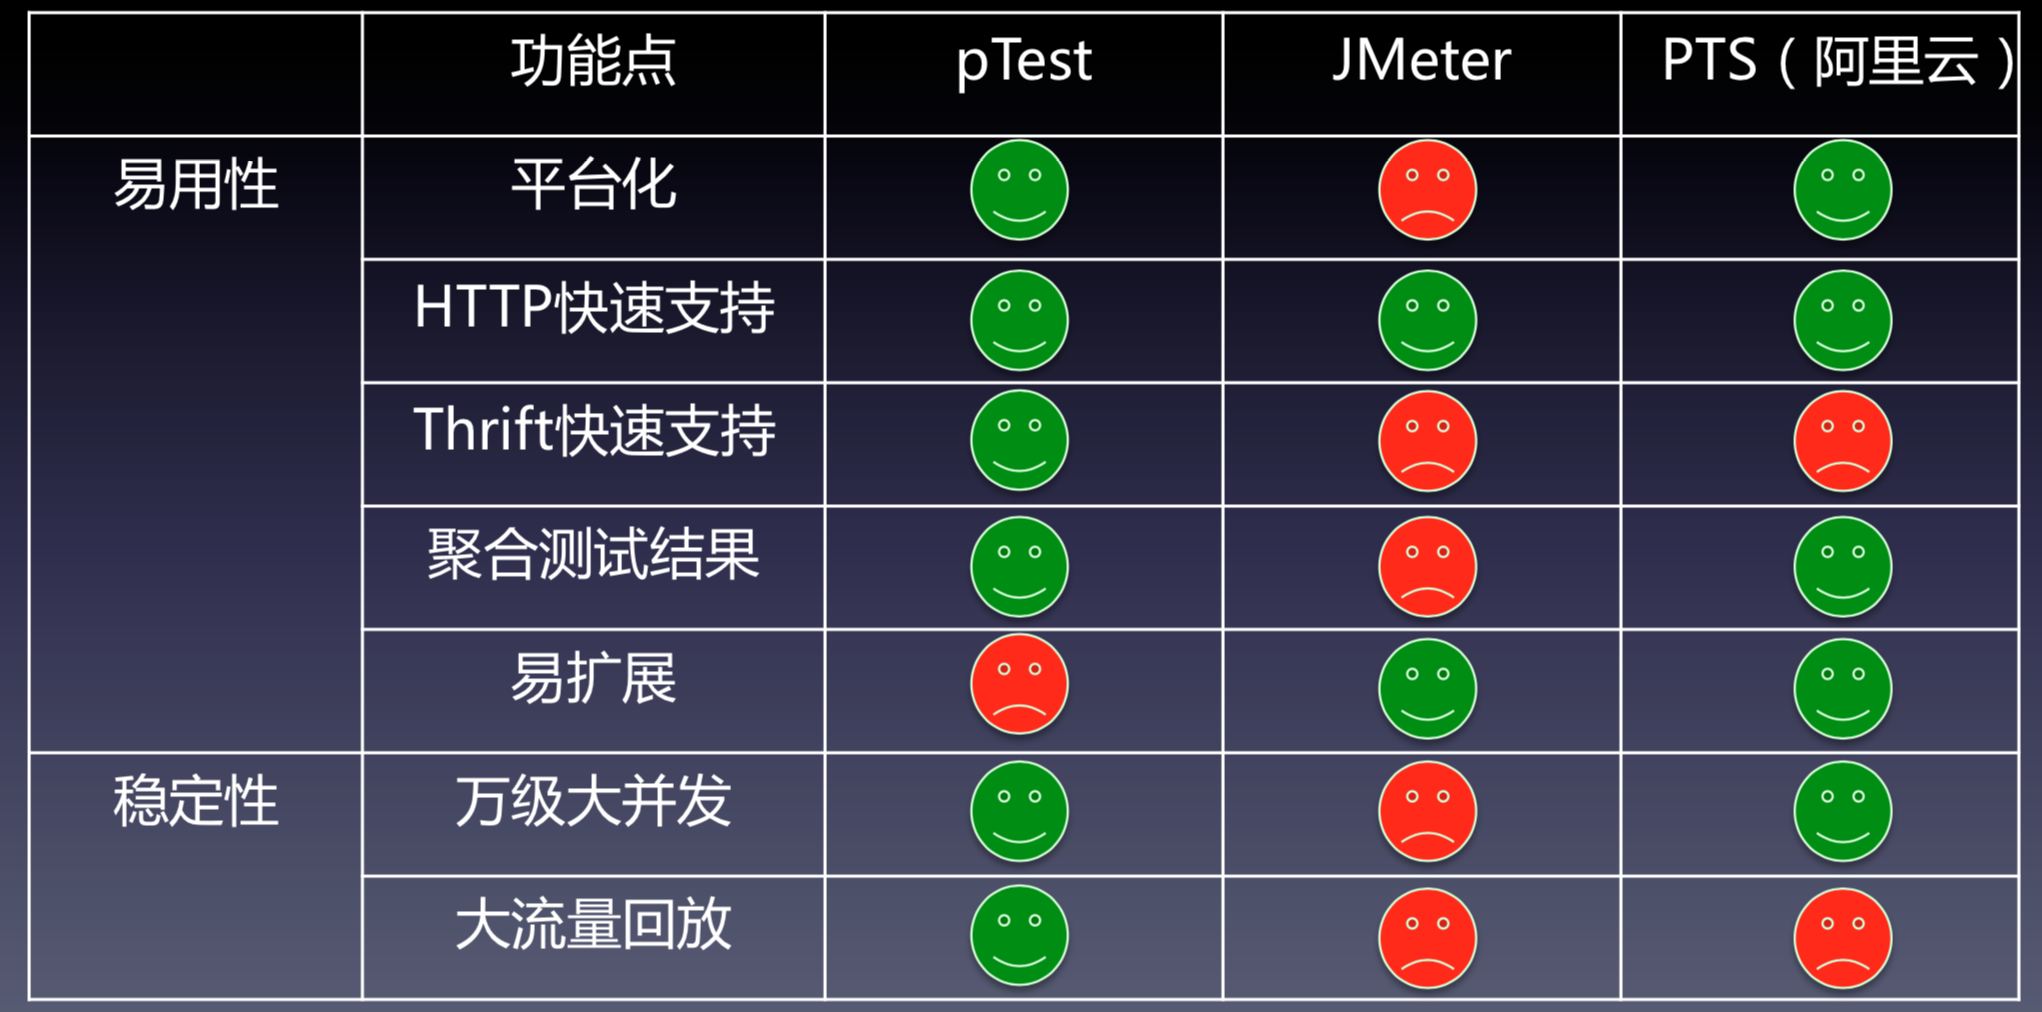 功能点 pTest JMeter PTS（阿里云）
易用性 平台化
HTTP快速支持
Thrift快速支持
聚合测试结果
易扩展
稳定性 万级大并发
大流量回放